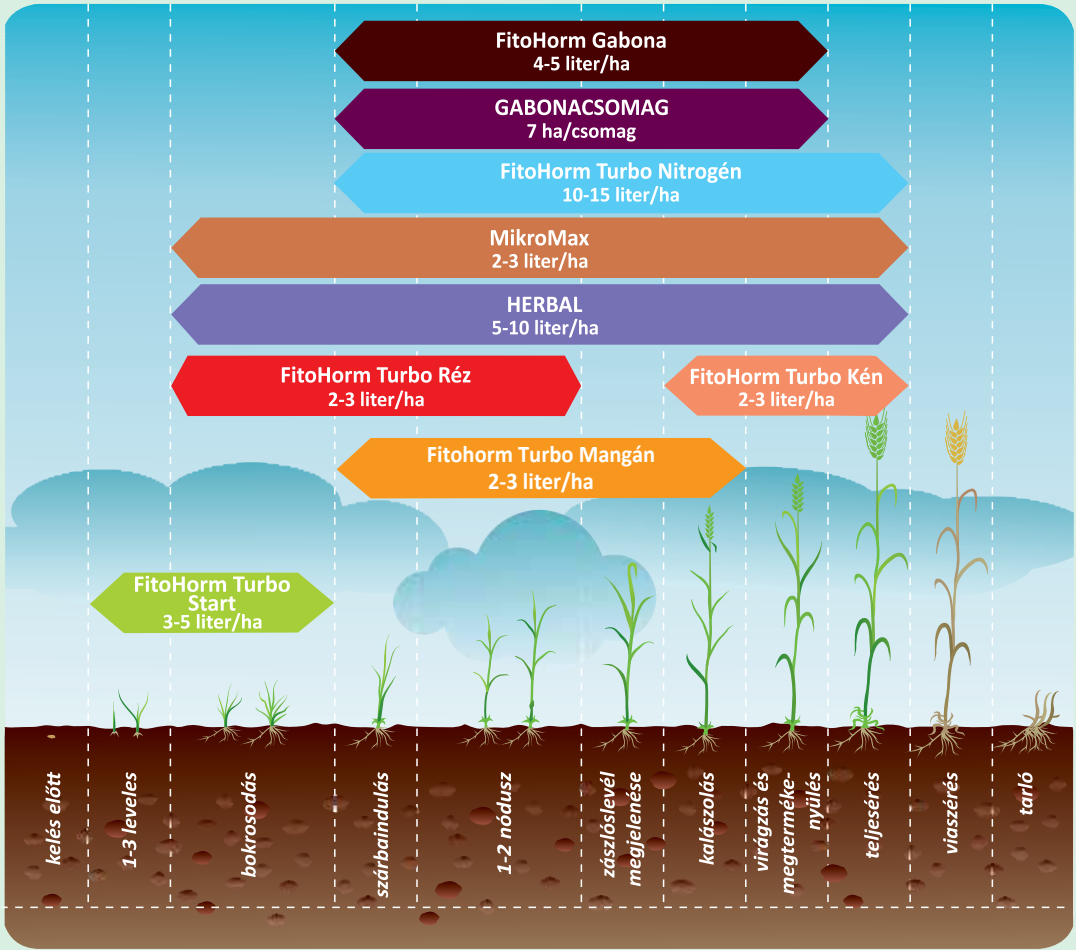 FitoHorm Gabona
4-5 liter/ha
GABONACSOMAG
7 ha/csomag
FitoHorm Turbo Nitrogén
10-15 liter/ha
MikroMax
2-3 liter/ha
HERBAL
5-10 liter/ha
FitoHorm Turbo Réz
2-3 liter/ha
FitoHorm Turbo Kén
2-3 liter/ha
Fitohorm Turbo Mangán
2-3 liter/ha
FitoHorm Turbo
Start
3-5 liter/ha
kelés előtt
1-3 leveles
bokrosodás
szárbaindulás
1-2 nódusz
zászlóslevél
megjelenése
kalászolás
virágzás és
megterméke-
nyülés
teljesérés
viaszérés
tarló